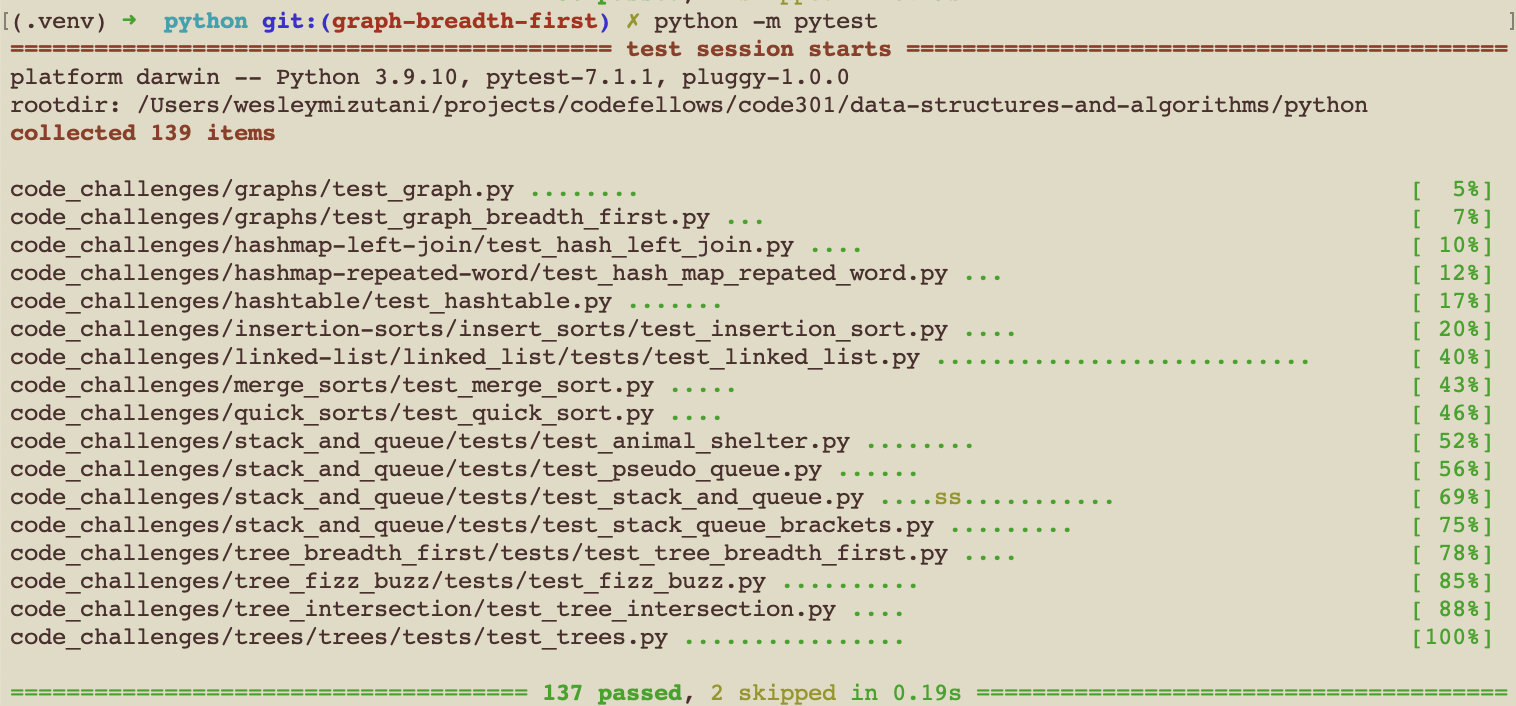 [(.venv) ➜  python git:(graph-breadth-first) ✗ python -m pytest ]
=========================================== test session starts ===========================================
platform darwin -- Python 3.9.10, pytest-7.1.1, pluggy-1.0.0
rootdir: /Users/wesleymizutani/projects/codefellows/code301/data-structures-and-algorithms/python
collected 139 items
code_challenges/graphs/test_graph.py ........ [  5%]
code_challenges/graphs/test_graph_breadth_first.py ... [  7%]
code_challenges/hashmap-left-join/test_hash_left_join.py .... [ 10%]
code_challenges/hashmap-repeated-word/test_hash_map_repated_word.py ... [ 12%]
code_challenges/hashtable/test_hashtable.py ....... [ 17%]
code_challenges/insertion-sorts/insert_sorts/test_insertion_sort.py .... [ 20%]
code_challenges/linked-list/linked_list/tests/test_linked_list.py ........................... [ 40%]
code_challenges/merge_sorts/test_merge_sort.py ..... [ 43%]
code_challenges/quick_sorts/test_quick_sort.py .... [ 46%]
code_challenges/stack_and_queue/tests/test_animal_shelter.py ........ [ 52%]
code_challenges/stack_and_queue/tests/test_pseudo_queue.py ...... [ 56%]
code_challenges/stack_and_queue/tests/test_stack_and_queue.py ....ss........... [ 69%]
code_challenges/stack_and_queue/tests/test_stack_queue_brackets.py ......... [ 75%]
code_challenges/tree_breadth_first/tests/test_tree_breadth_first.py .... [ 78%]
code_challenges/tree_fizz_buzz/tests/test_fizz_buzz.py .......... [ 85%]
code_challenges/tree_intersection/test_tree_intersection.py .... [ 88%]
code_challenges/trees/trees/tests/test_trees.py ................ [100%]
===================================== 137 passed, 2 skipped in 0.19s ======================================